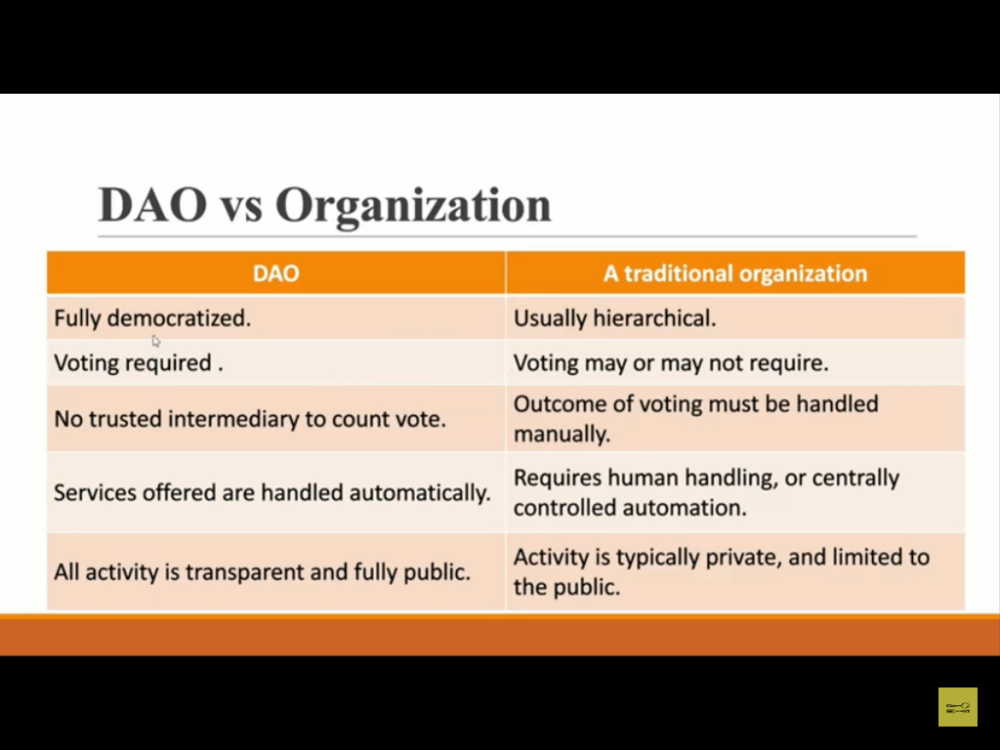 DAO vs Organization
DAO
A traditional organization
Fully democratized.
Usually hierarchical.
Voting required .
Voting may or may not require.
No trusted intermediary to count vote.
Outcome of voting must be handled
manually.
Services offered are handled automatically.
Requires human handling, or centrally
controlled automation.
All activity is transparent and fully public.
Activity is typically private, and limited to
the public.